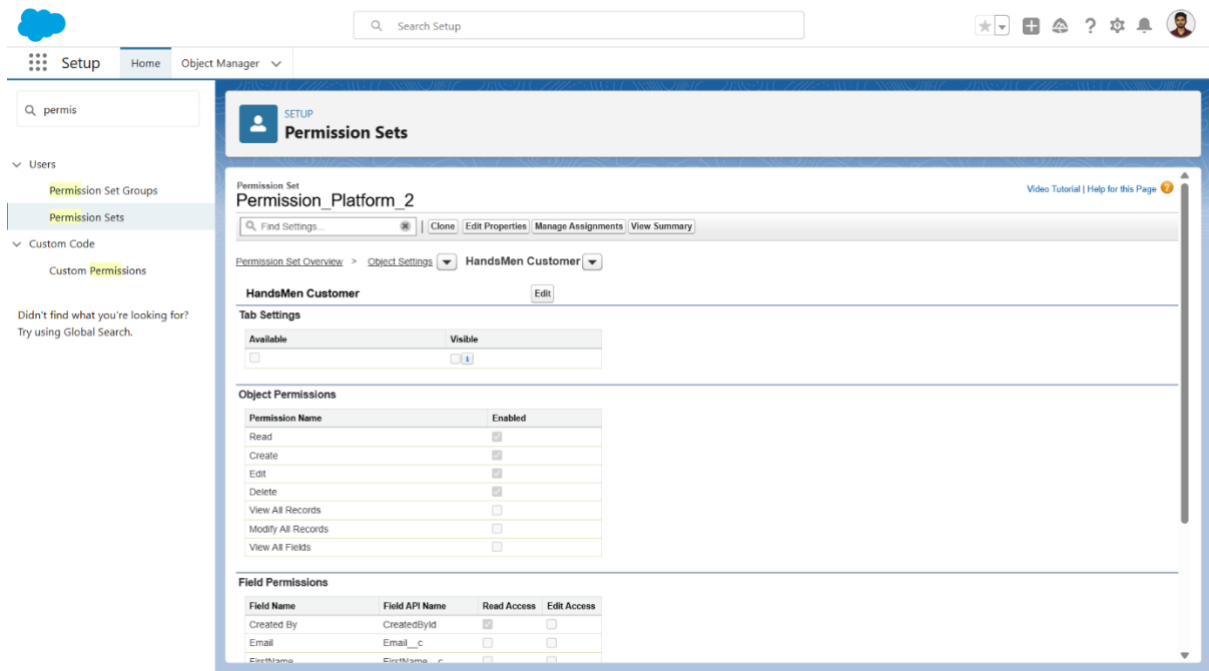 Search Setup
Setup
Home
Object Manager
permis
Users
Permission Set Groups
Permission Sets
Custom Code
Custom Permissions
Didn't find what you're looking for?
Try using Global Search.
SETUP
Permission Sets
Permission Set
Permission_Platform_2
Video Tutorial | Help for this Page
Find Settings... | Clone Edit Properties Manage Assignments View Summary
Permission Set Overview > Object Settings HandsMen Customer
HandsMen Customer Edit
Tab Settings
Available Visible
Object Permissions
Permission Name Enabled
Read
Create
Edit
Delete
View All Records
Modify All Records
View All Fields
Field Permissions
Field Name Field API Name Read Access Edit Access
Created By CreatedById
Email Email__c
FirstName FirstName__c